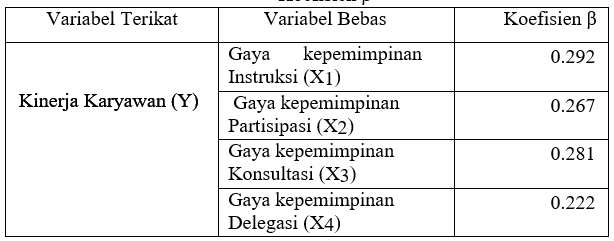 Variabel Terikat Variabel Bebas Koefisien β
Kinerja Karyawan (Y)
Gaya kepemimpinan 0.292
Instruksi (X1)
Gaya kepemimpinan 0.267
Partisipasi (X2)
Gaya kepemimpinan 0.281
Konsultasi (X3)
Gaya kepemimpinan 0.222
Delegasi (X4)